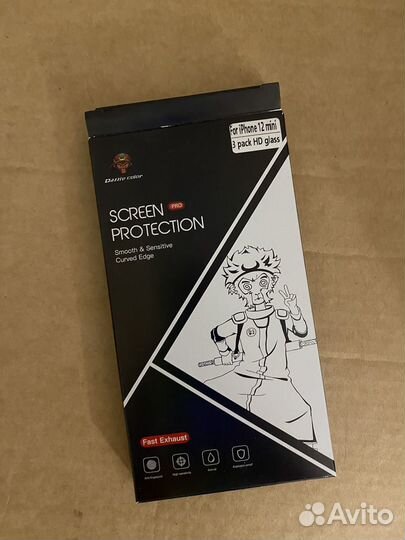 For iPhone 12 mini
3 pack HD glass
Dazzle color
SCREEN PRO
PROTECTION
Smooth & Sensitive
Curved Edge
Fast Exhaust
Avito